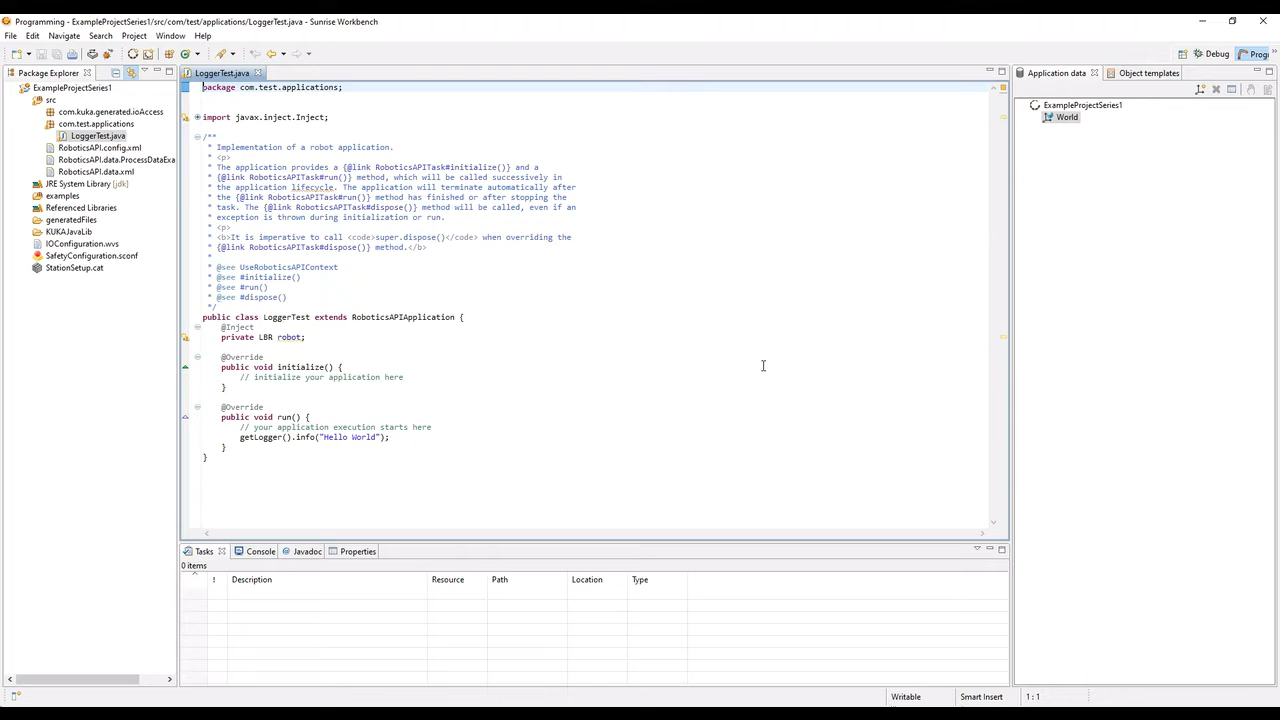 Programming - ExampleProjectSeries1/src/com/test/applications/LoggerTest.java - Sunrise Workbench
File Edit Navigate Search Project Window Help
Debug Progr
Package Explorer
ExampleProjectSeries1
src
com.kuka.generated.ioAccess
com.test.applications
LoggerTest.java
RoboticsAPI.config.xml
RoboticsAPI.data.ProcessDataExa
RoboticsAPI.data.xml
JRE System Library [jdk]
examples
Referenced Libraries
generatedFiles
KUKAJavaLib
IOConfiguration.wvs
SafetyConfiguration.sconf
StationSetup.cat
LoggerTest.java
package com.test.applications;
import javax.inject.Inject;
/**
* Implementation of a robot application.
* <p>
* The application provides a {@link RoboticsAPITask#initialize()} and a
* {@link RoboticsAPITask#run()} method, which will be called successively in
* the application lifecycle. The application will terminate automatically after
* the {@link RoboticsAPITask#run()} method has finished or after stopping the
* task. The {@link RoboticsAPITask#dispose()} method will be called, even if an
* exception is thrown during initialization or run.
* <p>
* <b>It is imperative to call <code>super.dispose()</code> when overriding the
* {@link RoboticsAPITask#dispose()} method.</b>
*
* @see UseRoboticsAPIContext
* @see #initialize()
* @see #run()
* @see #dispose()
*/
public class LoggerTest extends RoboticsAPIApplication {
@Inject
private LBR robot;
@Override
public void initialize() {
// initialize your application here
}
@Override
public void run() {
// your application execution starts here
getLogger().info("Hello World");
}
}
Application data Object templates
ExampleProjectSeries1
World
Tasks Console Javadoc Properties
0 items
! Description Resource Path Location Type
Writable Smart Insert 1 : 1